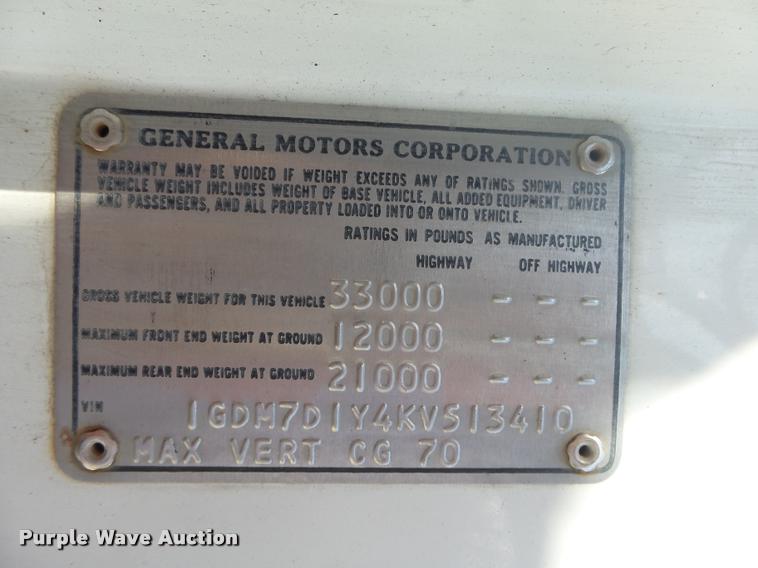 GENERAL MOTORS CORPORATION
WARRANTY MAY BE VOIDED IF WEIGHT EXCEEDS ANY OF RATINGS SHOWN. GROSS
VEHICLE WEIGHT INCLUDES WEIGHT OF BASE VEHICLE, ALL ADDED EQUIPMENT, DRIVER
AND PASSENGERS, AND ALL PROPERTY LOADED INTO OR ONTO VEHICLE.
RATINGS IN POUNDS AS MANUFACTURED
HIGHWAY OFF HIGHWAY
GROSS VEHICLE WEIGHT FOR THIS VEHICLE 33000 - - -
MAXIMUM FRONT END WEIGHT AT GROUND 12000 - - -
MAXIMUM REAR END WEIGHT AT GROUND 21000 - - -
VIN 1GDM7D1Y4KV513410
MAX VERT CG 70
Purple Wave Auction